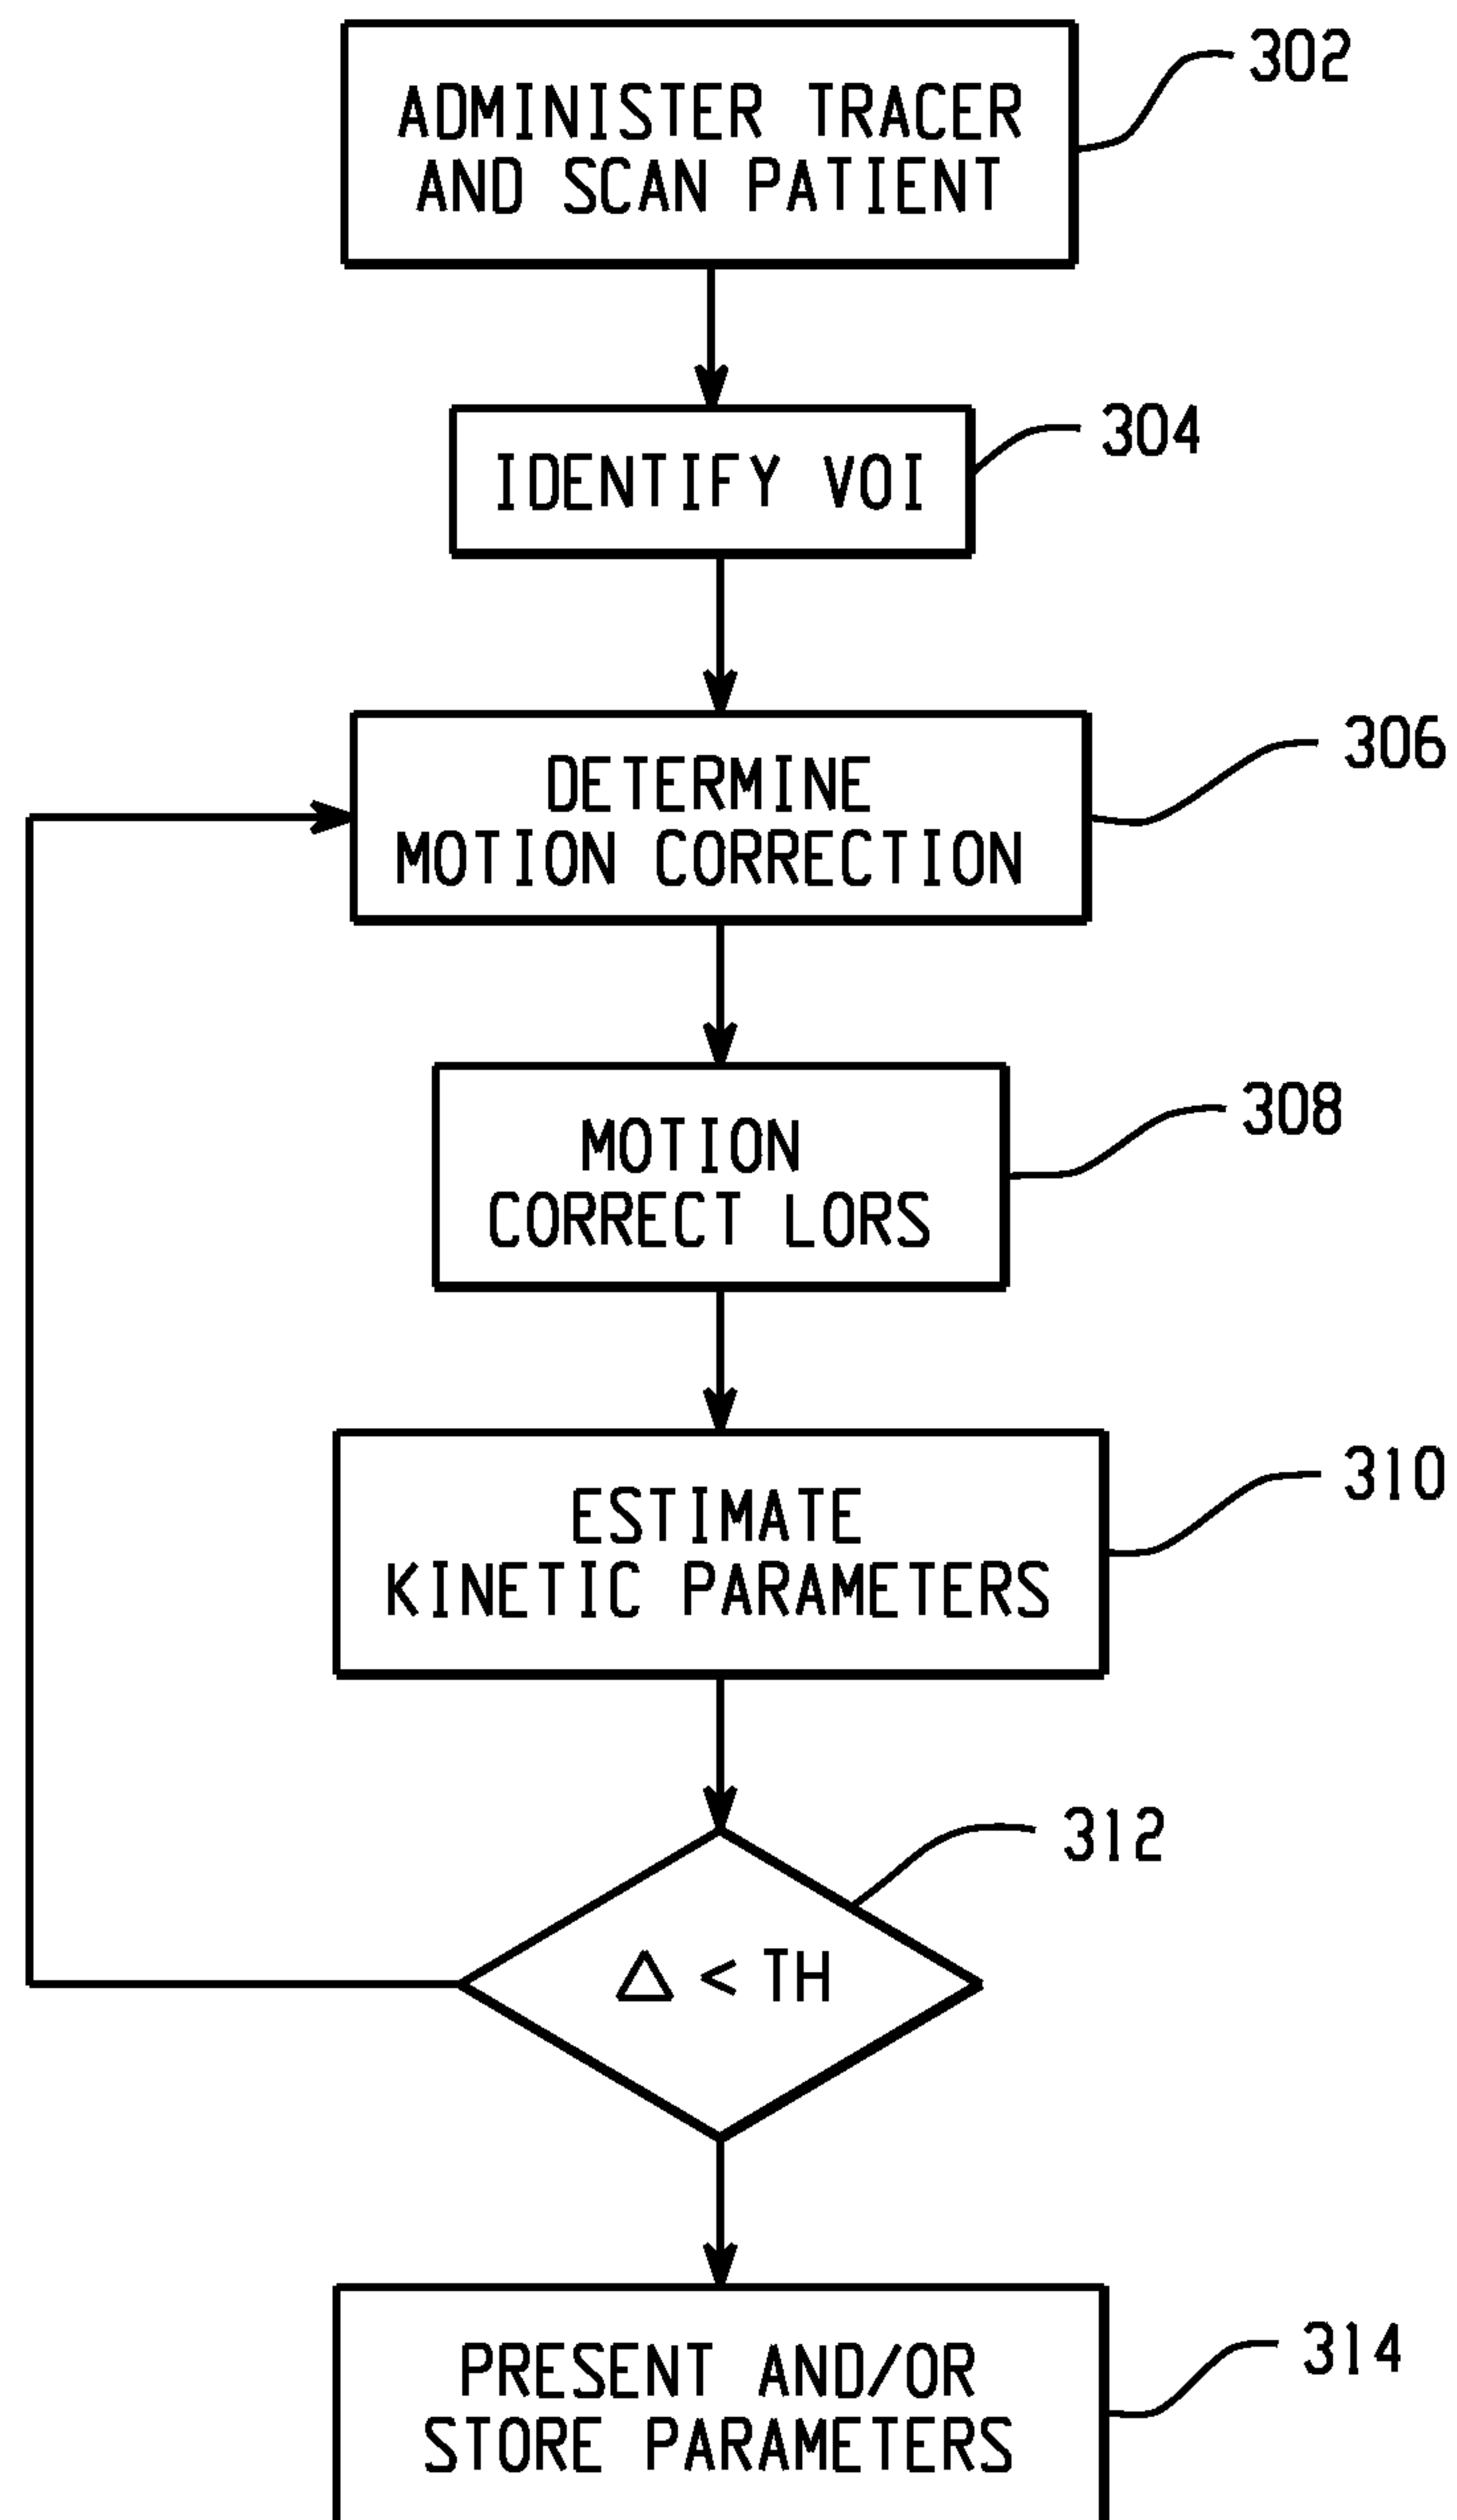 302
ADMINISTER TRACER
AND SCAN PATIENT
304
IDENTIFY VOI
306
DETERMINE
MOTION CORRECTION
308
MOTION
CORRECT LORS
310
ESTIMATE
KINETIC PARAMETERS
312
△ < TH
314
PRESENT AND/OR
STORE PARAMETERS